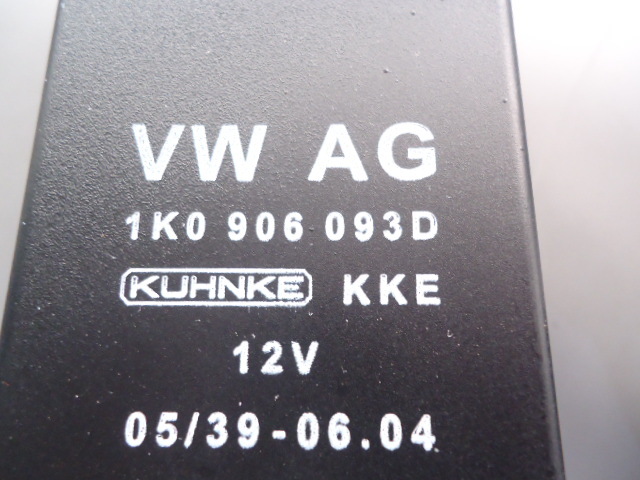 VW AG
1K0 906 093D
KUHNKE KKE
12V
05/39-06.04